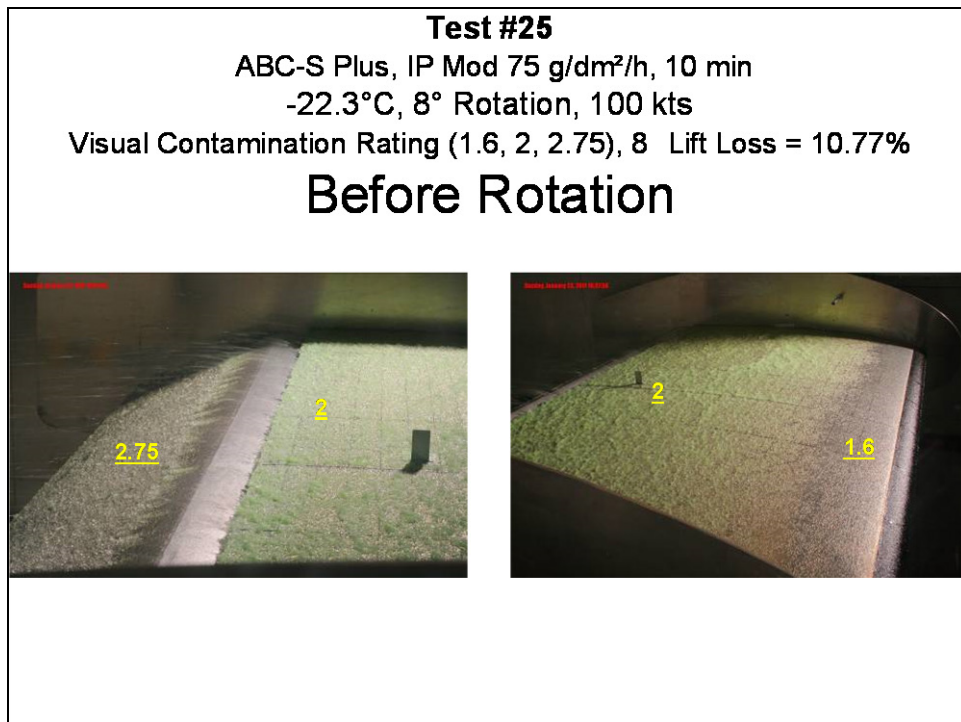 Test #25
ABC-S Plus, IP Mod 75 g/dm²/h, 10 min
-22.3°C, 8° Rotation, 100 kts
Visual Contamination Rating (1.6, 2, 2.75), 8 Lift Loss = 10.77%
Before Rotation
2
2.75
2
1.6